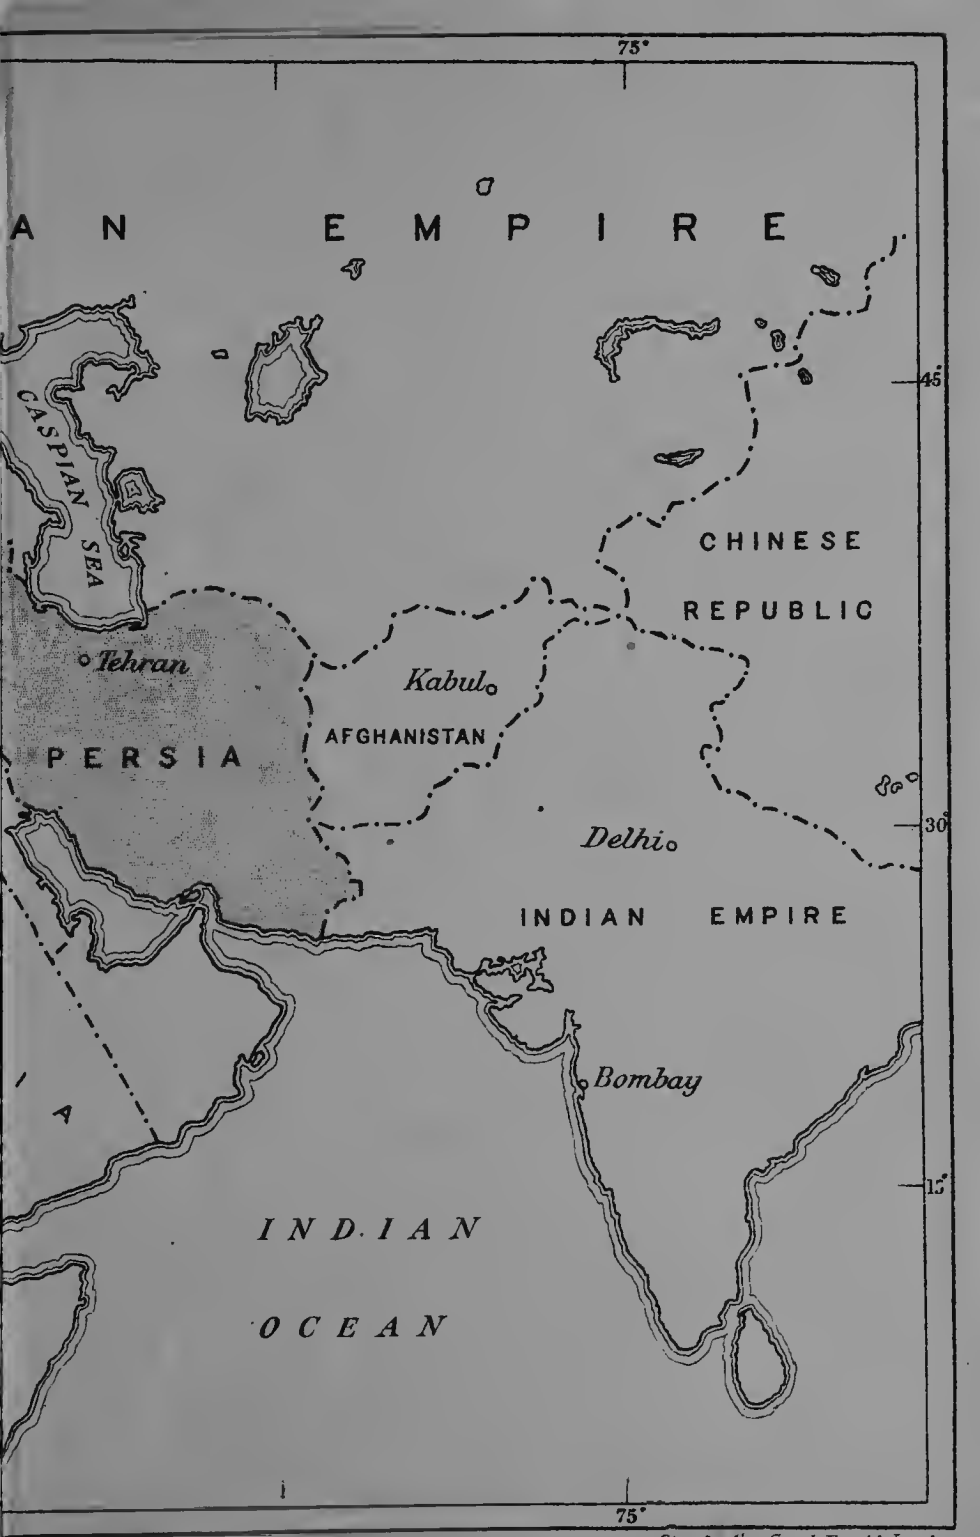 75°
AN EMPIRE
45°
CASPIAN SEA
CHINESE
REPUBLIC
Tehran
Kabul
AFGHANISTAN
PERSIA
30°
Delhi
INDIAN EMPIRE
Bombay
A
15°
INDIAN
OCEAN
75°